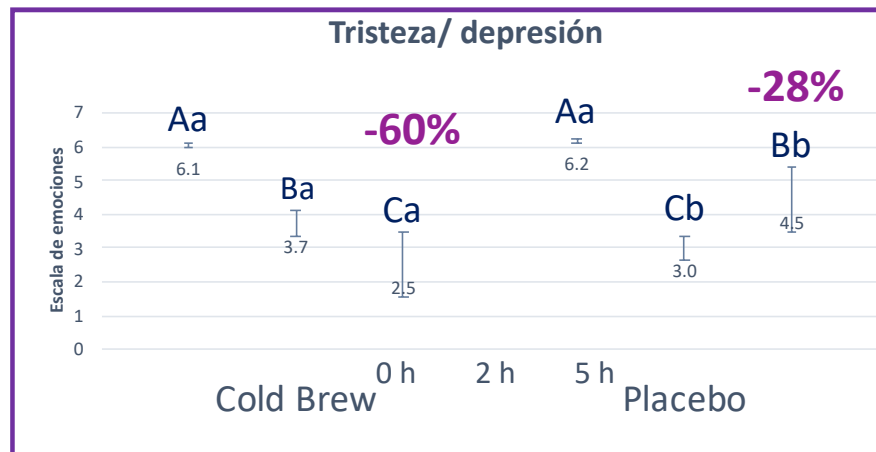 Tristeza/ depresión
-60%
-28%
Aa
Ba
Ca
Aa
Cb
Bb
Escala de emociones
7
6
5
4
3
2
1
0
6.1
3.7
2.5
6.2
3.0
4.5
0 h 2 h 5 h
Cold Brew Placebo